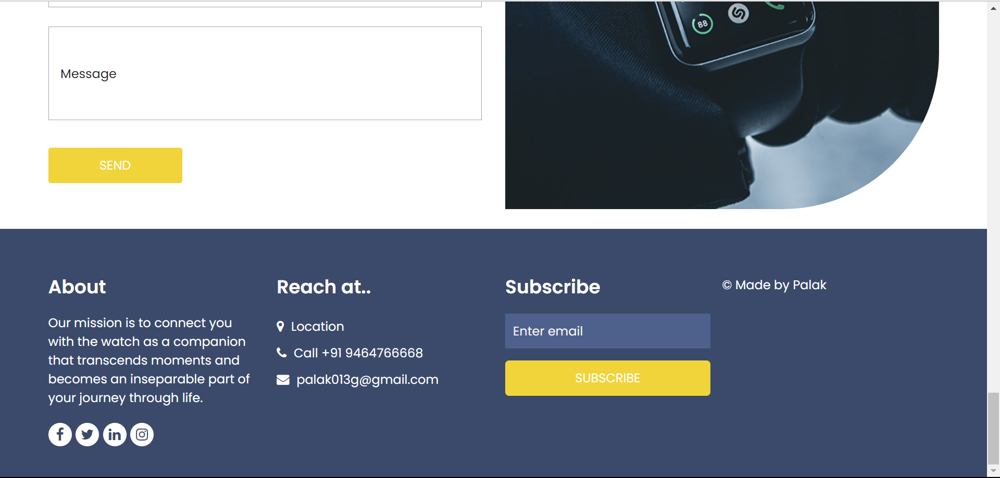 88
Message
SEND
About
Our mission is to connect you
with the watch as a companion
that transcends moments and
becomes an inseparable part of
your journey through life.
Reach at..
Location
Call +91 9464766668
palak013g@gmail.com
Subscribe
Enter email
SUBSCRIBE
© Made by Palak